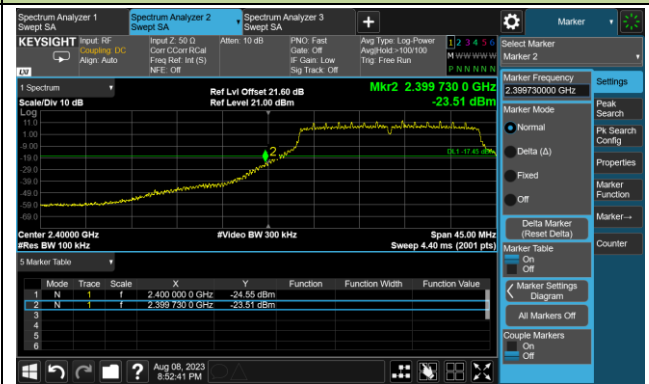 Spectrum Analyzer 1
Swept SA
Spectrum Analyzer 2
Swept SA
Spectrum Analyzer 3
Swept SA
+
Marker
KEYSIGHT
Input: RF
Coupling: DC
Align: Auto
Input Z: 50 Ω
Corr CCorr RCal
Freq Ref: Int (S)
NFE: Off
Atten: 10 dB
PNO: Fast
Gate: Off
IF Gain: Low
Sig Track: Off
Avg Type: Log-Power
Avg|Hold:>100/100
Trig: Free Run
1 2 3 4 5 6
M W W W W W
P N N N N N
LXI
Select Marker
Marker 2
1 Spectrum
Scale/Div 10 dB
Ref Lvl Offset 21.60 dB
Ref Level 21.00 dBm
Mkr2 2.399 730 0 GHz
-23.51 dBm
Log
11.0
1.00
-9.00
-19.0
-29.0
-39.0
-49.0
-59.0
-69.0
2
DL1 -17.43 dBm
Center 2.40000 GHz
#Res BW 100 kHz
#Video BW 300 kHz
Span 45.00 MHz
Sweep 4.40 ms (2001 pts)
5 Marker Table
Mode Trace Scale X Y Function Function Width Function Value
1 N 1 f 2.400 000 0 GHz -24.55 dBm
2 N 1 f 2.399 730 0 GHz -23.51 dBm
3
4
5
6
Marker Frequency
2.399730000 GHz
Marker Mode
Normal
Delta (Δ)
Fixed
Off
Delta Marker
(Reset Delta)
Marker Table
On
Off
Marker Settings
Diagram
All Markers Off
Couple Markers
On
Off
Settings
Peak
Search
Pk Search
Config
Properties
Marker
Function
Marker→
Counter
?
Aug 08, 2023
8:52:41 PM